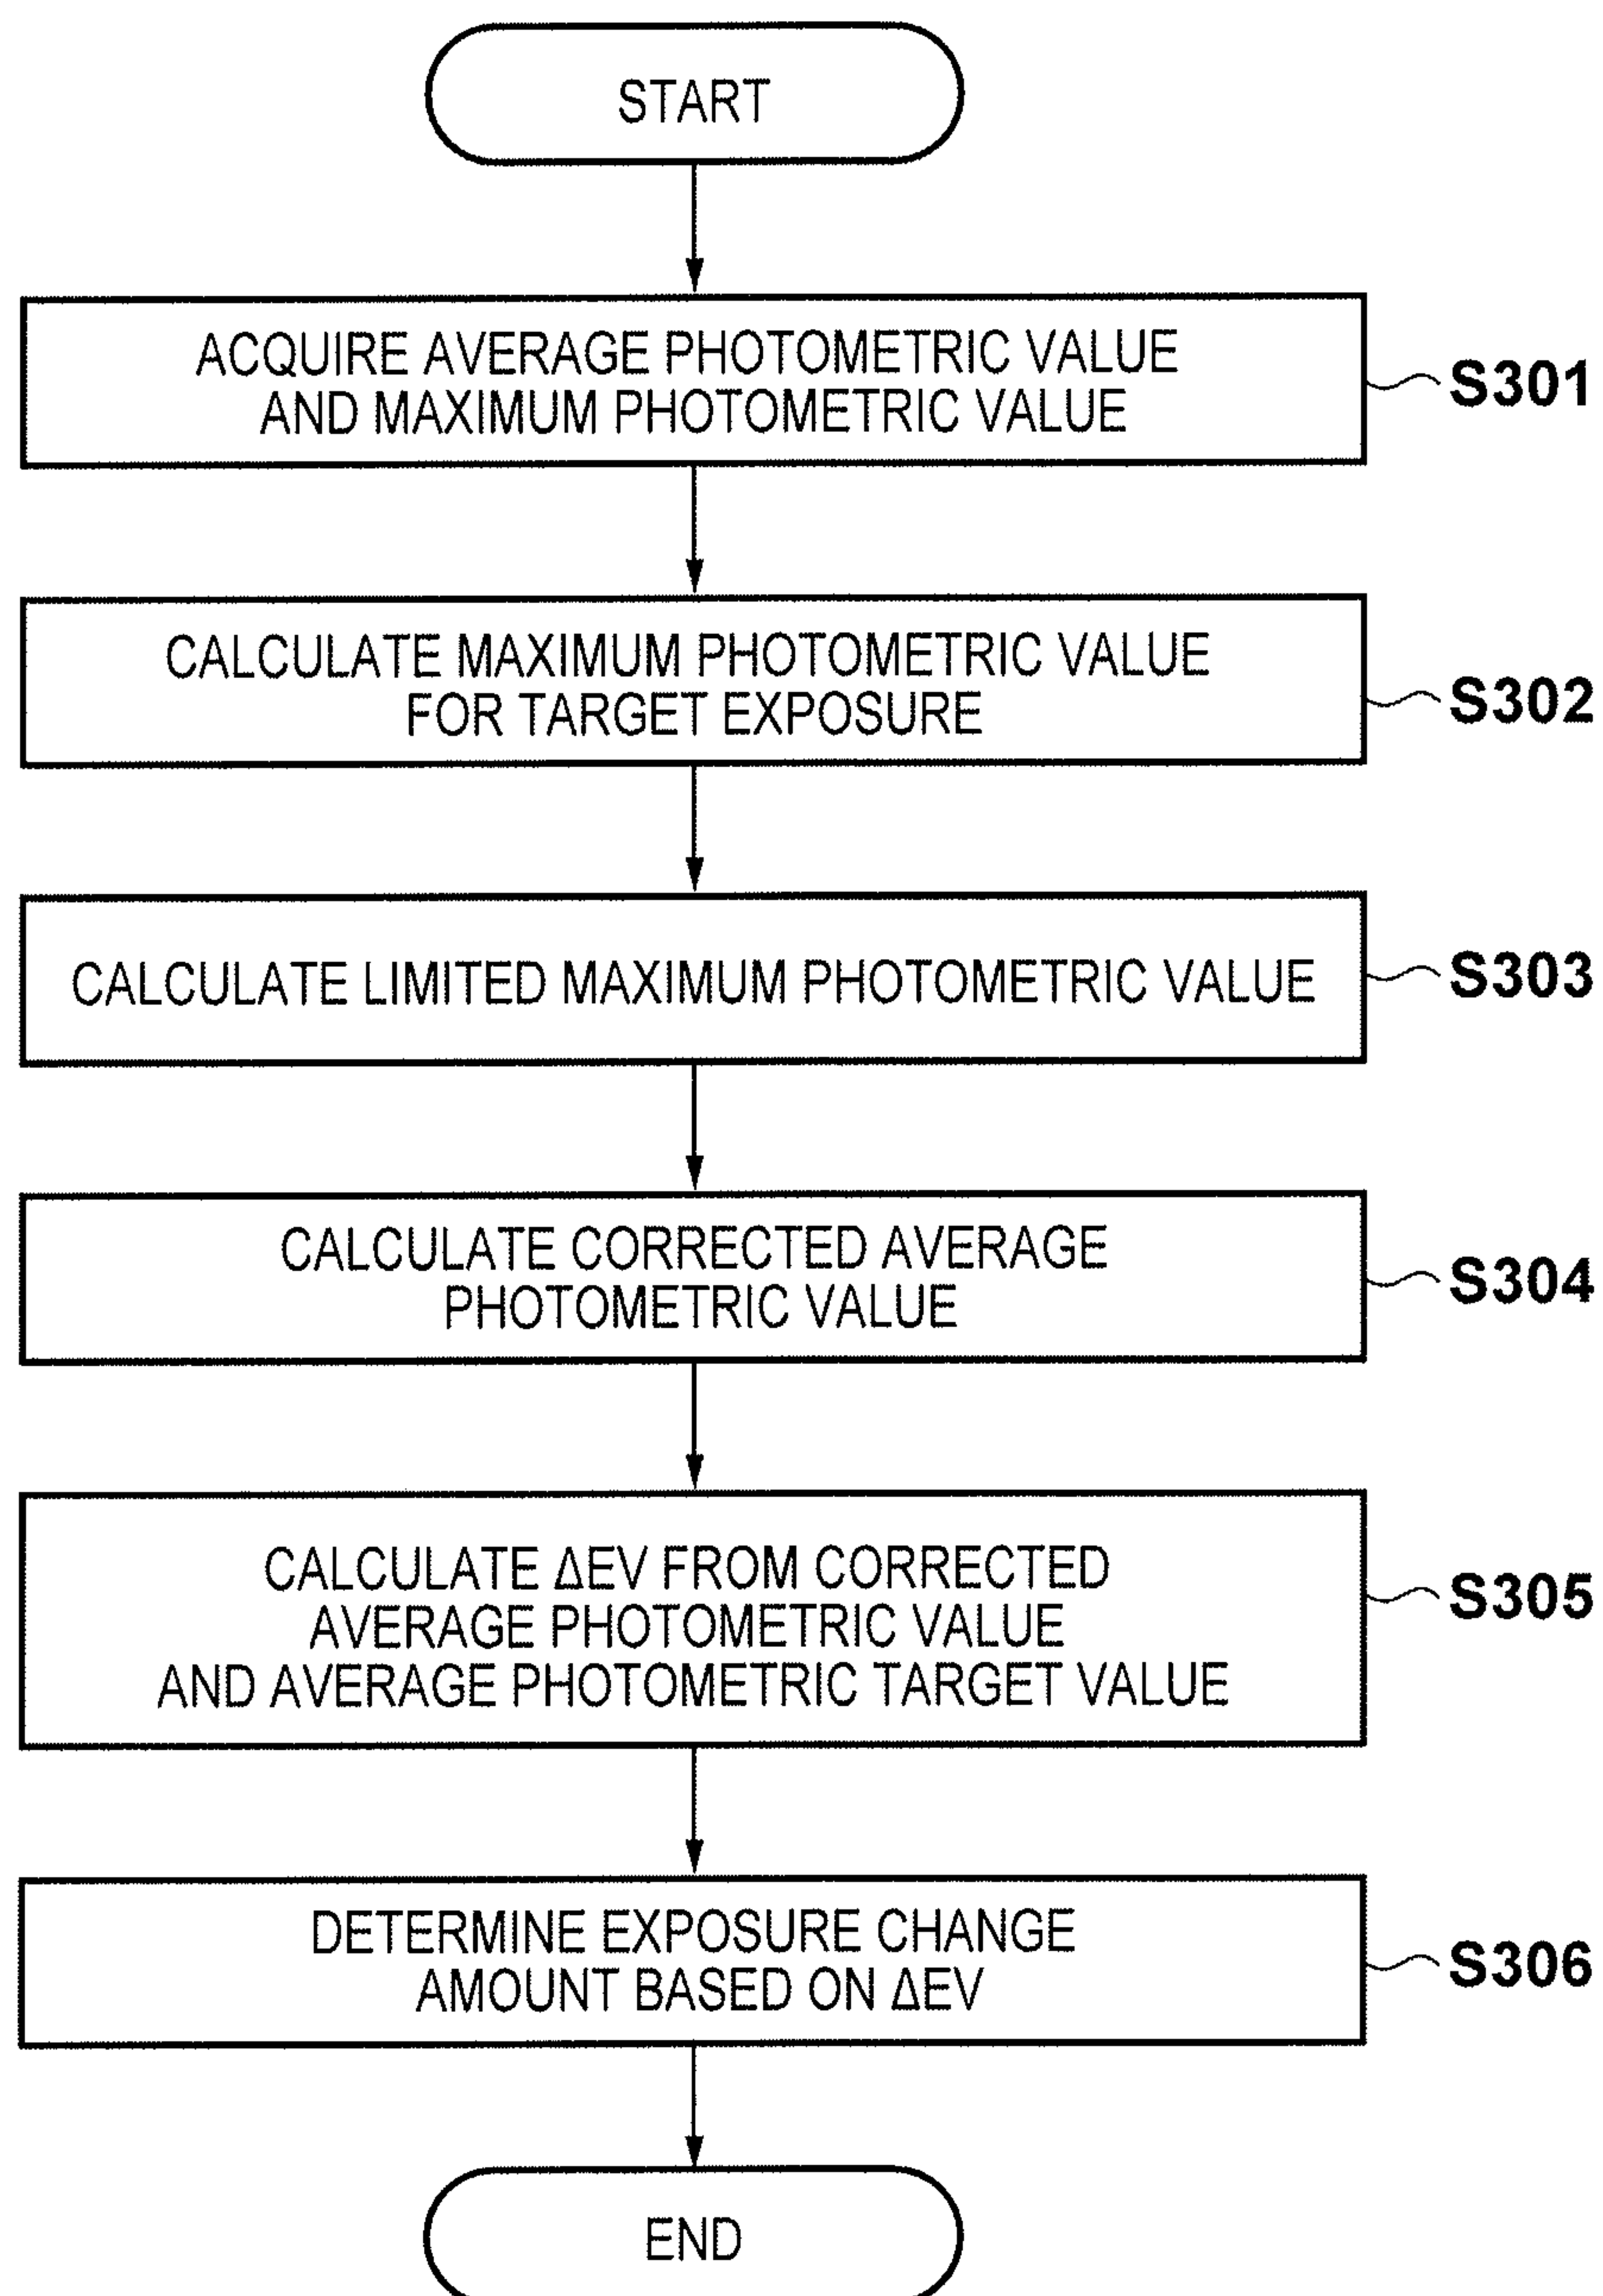 START
ACQUIRE AVERAGE PHOTOMETRIC VALUE
AND MAXIMUM PHOTOMETRIC VALUE
S301
CALCULATE MAXIMUM PHOTOMETRIC VALUE
FOR TARGET EXPOSURE
S302
CALCULATE LIMITED MAXIMUM PHOTOMETRIC VALUE
S303
CALCULATE CORRECTED AVERAGE
PHOTOMETRIC VALUE
S304
CALCULATE ΔEV FROM CORRECTED
AVERAGE PHOTOMETRIC VALUE
AND AVERAGE PHOTOMETRIC TARGET VALUE
S305
DETERMINE EXPOSURE CHANGE
AMOUNT BASED ON ΔEV
S306
END